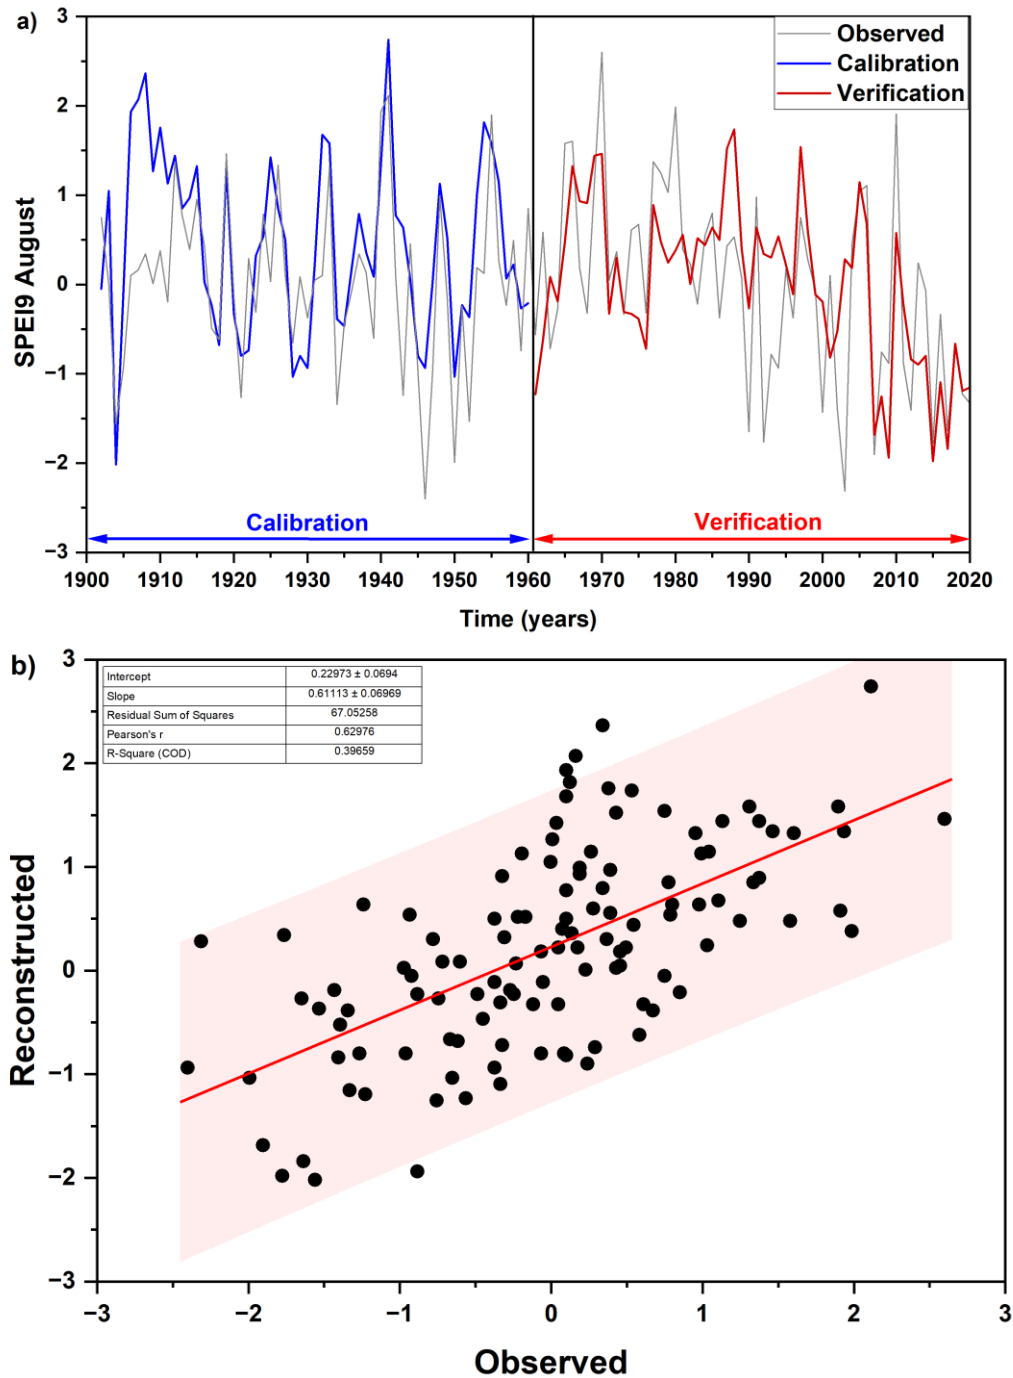 a)
3
2
1
0
−1
−2
−3
SPEI9 August
Observed
Calibration
Verification
Calibration
Verification
1900 1910 1920 1930 1940 1950 1960 1970 1980 1990 2000 2010 2020
Time (years)
b)
3
2
1
0
−1
−2
−3
Reconstructed
Intercept 0.22973 ± 0.0694
Slope 0.61113 ± 0.06969
Residual Sum of Squares 67.05258
Pearson's r 0.62976
R-Square (COD) 0.39659
−3 −2 −1 0 1 2 3
Observed